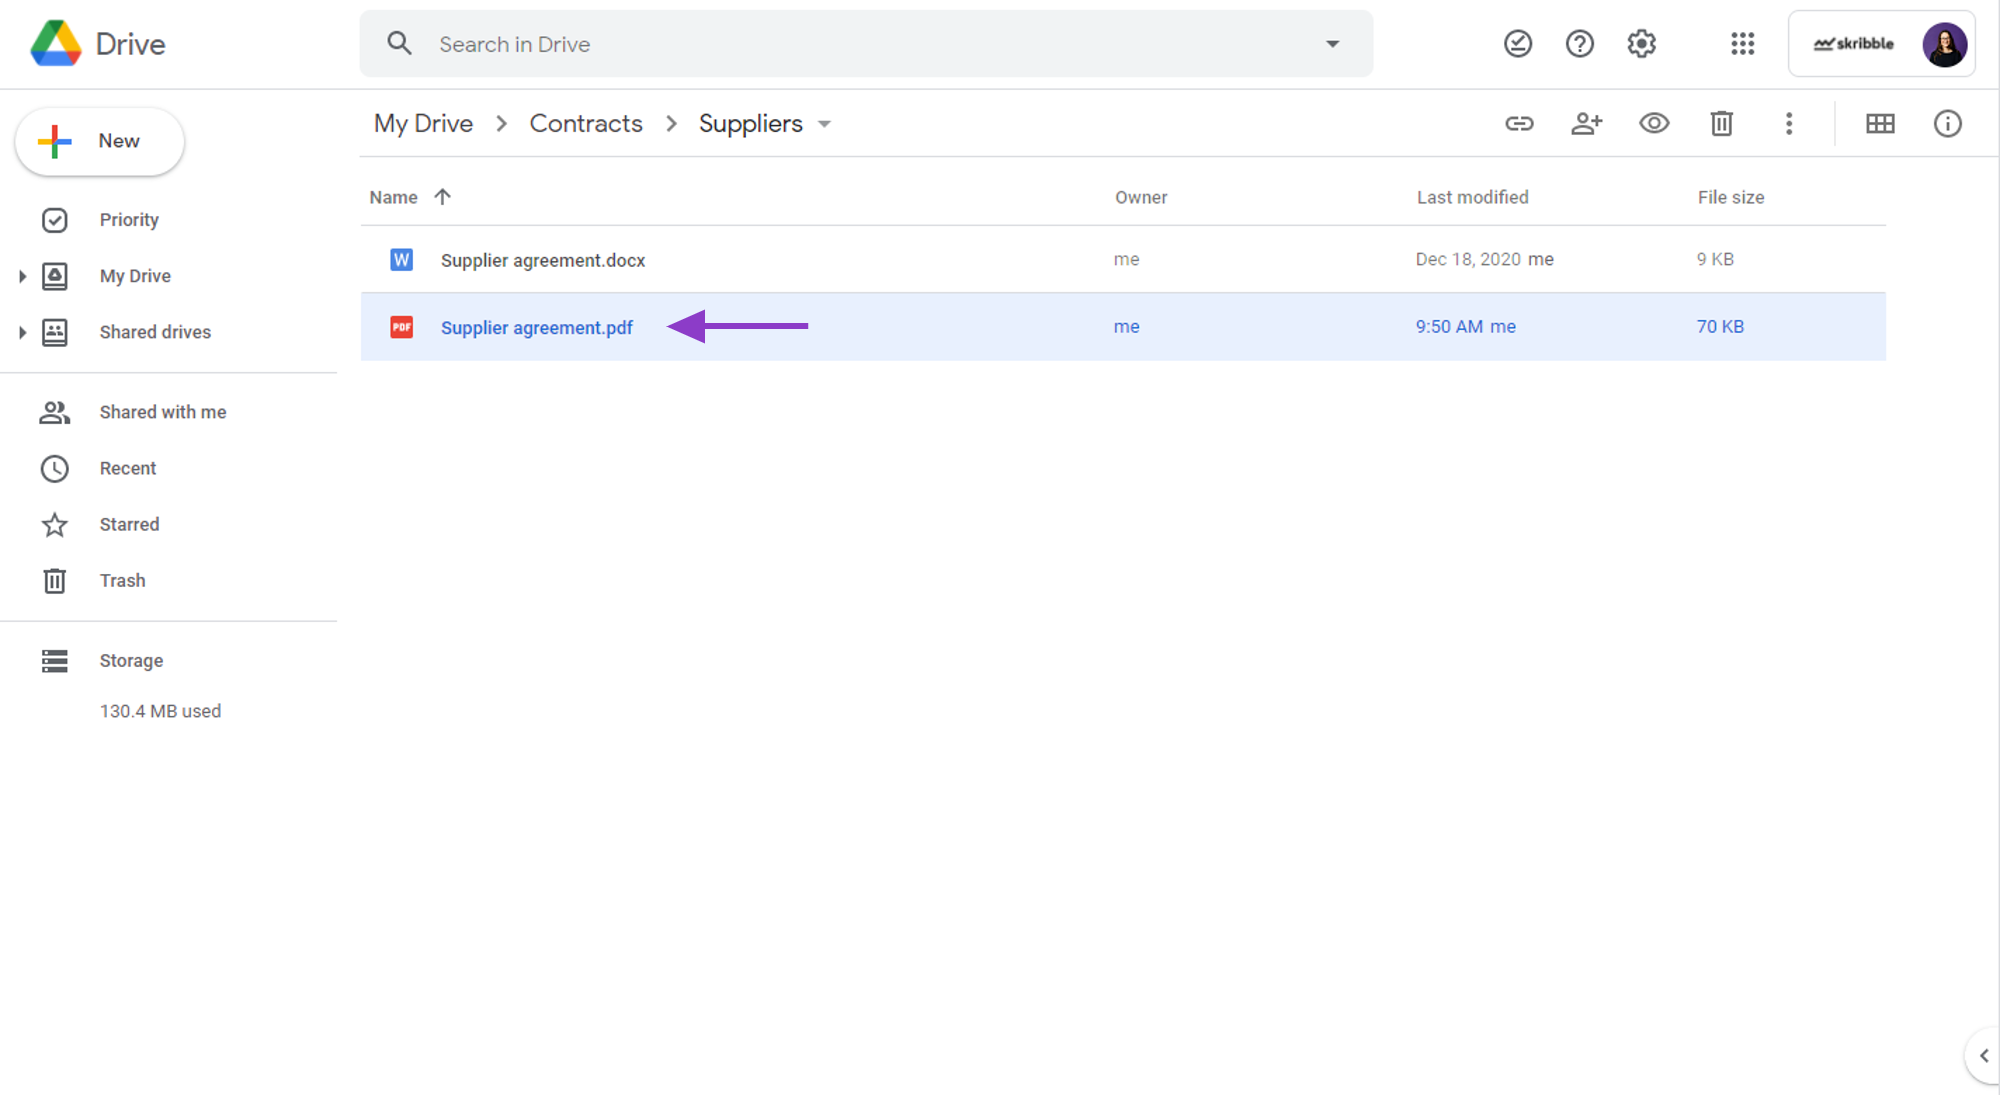 Drive
Search in Drive
skribble
New
My Drive > Contracts > Suppliers
Priority
My Drive
Shared drives
Shared with me
Recent
Starred
Trash
Storage
130.4 MB used
Name Owner Last modified File size
W Supplier agreement.docx me Dec 18, 2020 me 9 KB
PDF Supplier agreement.pdf me 9:50 AM me 70 KB